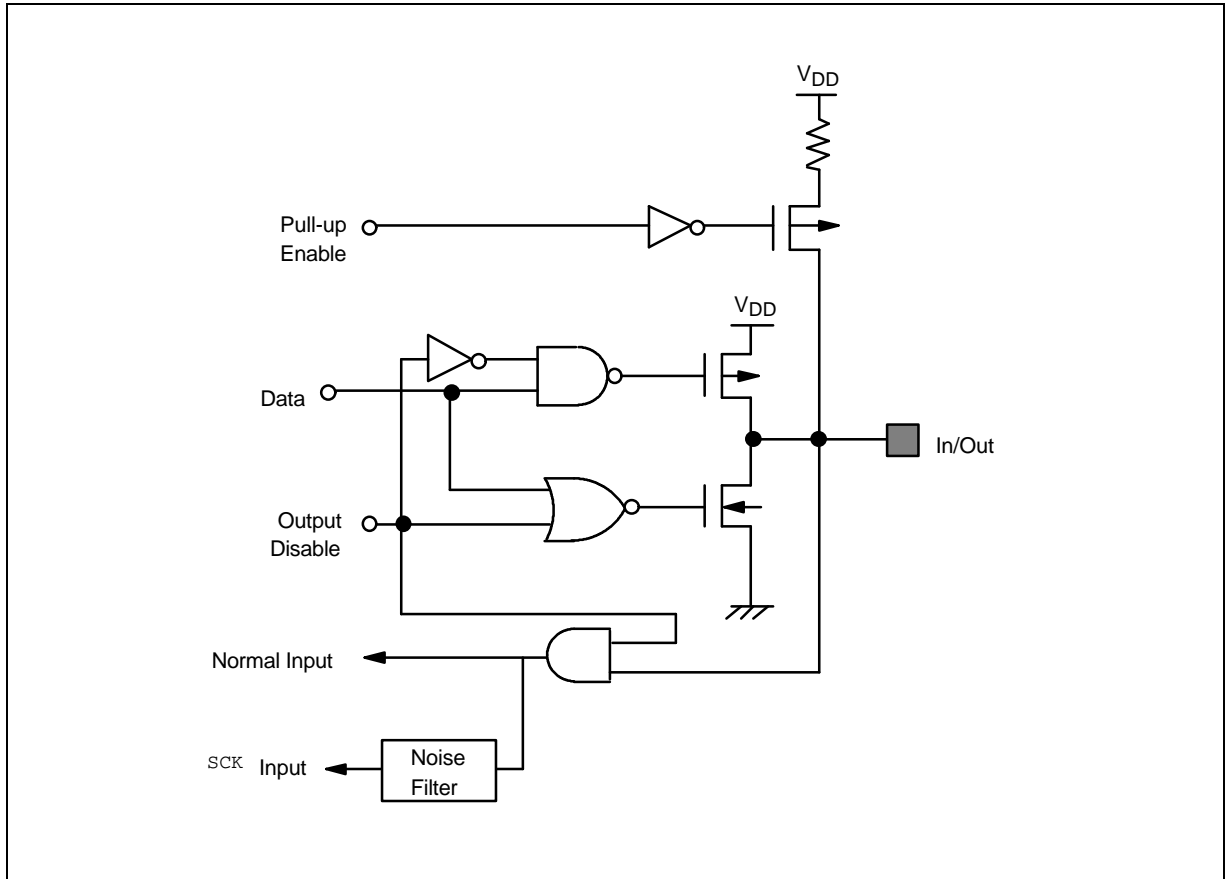 VDD
Pull-up
Enable
VDD
Data
In/Out
Output
Disable
Normal Input
SCK Input
Noise
Filter